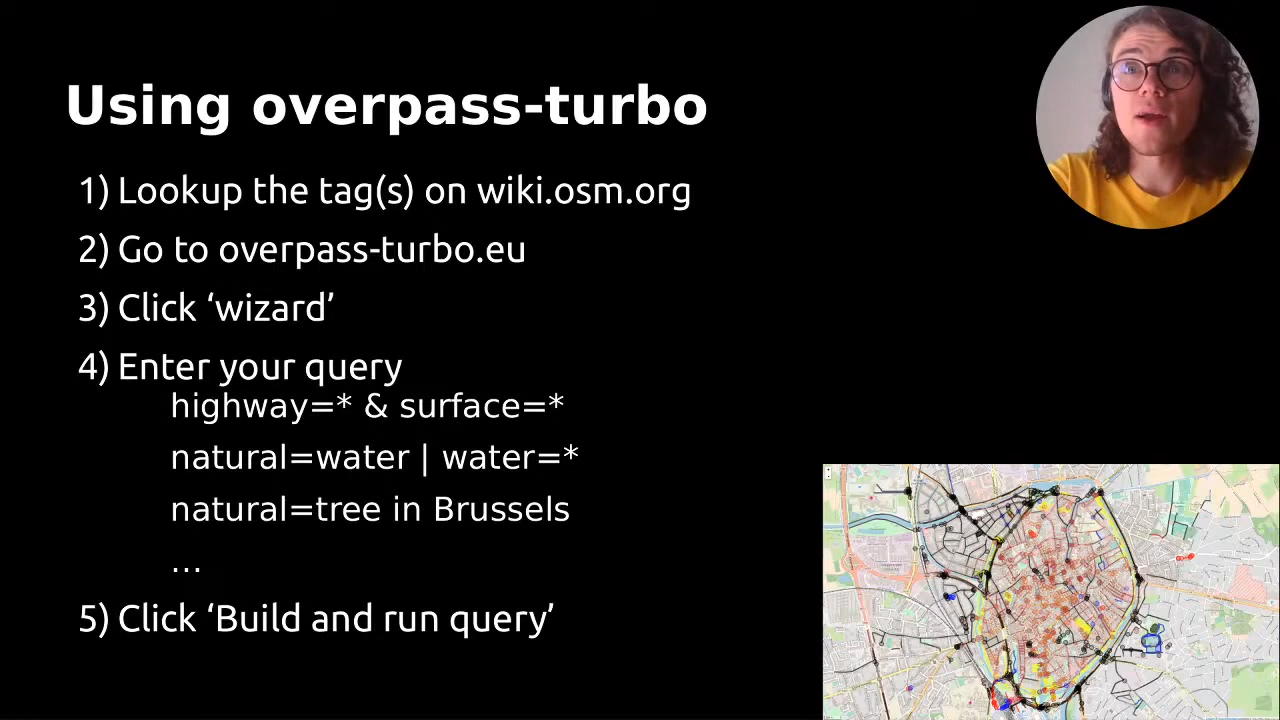 Using overpass-turbo
1) Lookup the tag(s) on wiki.osm.org
2) Go to overpass-turbo.eu
3) Click ‘wizard’
4) Enter your query
highway=* & surface=*
natural=water | water=*
natural=tree in Brussels
...
5) Click ‘Build and run query’